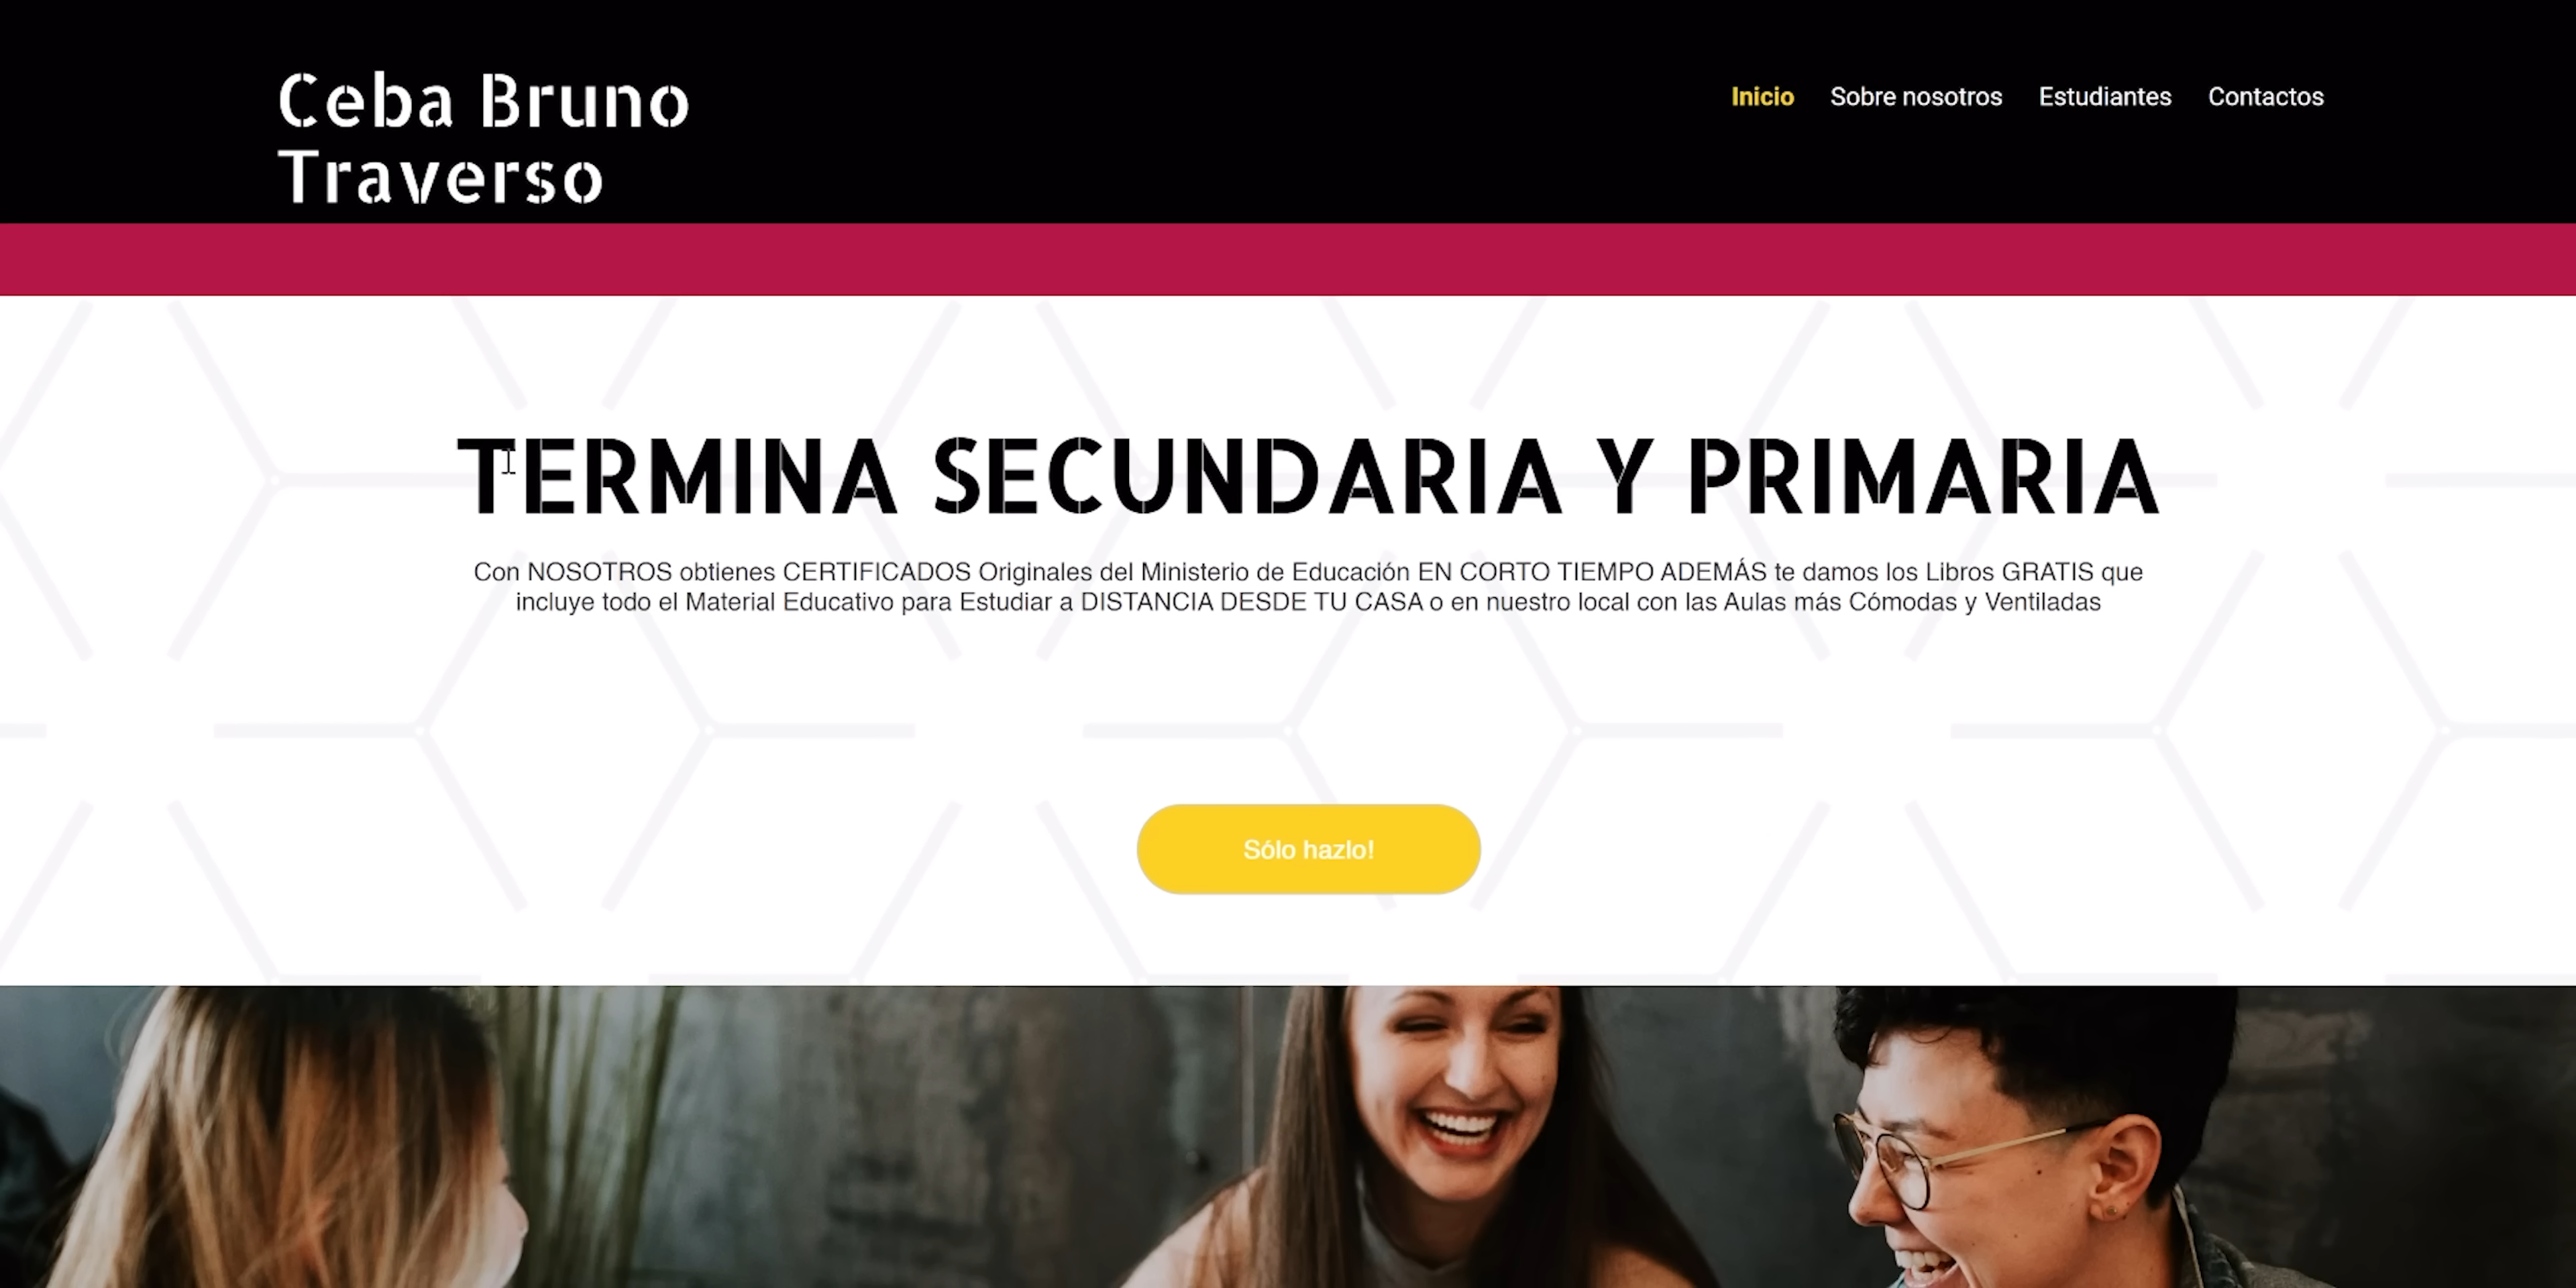 Ceba Bruno
Traverso
Inicio Sobre nosotros Estudiantes Contactos
TERMINA SECUNDARIA Y PRIMARIA
Con NOSOTROS obtienes CERTIFICADOS Originales del Ministerio de Educación EN CORTO TIEMPO ADEMÁS te damos los Libros GRATIS que
incluye todo el Material Educativo para Estudiar a DISTANCIA DESDE TU CASA o en nuestro local con las Aulas más Cómodas y Ventiladas
Sólo hazlo!